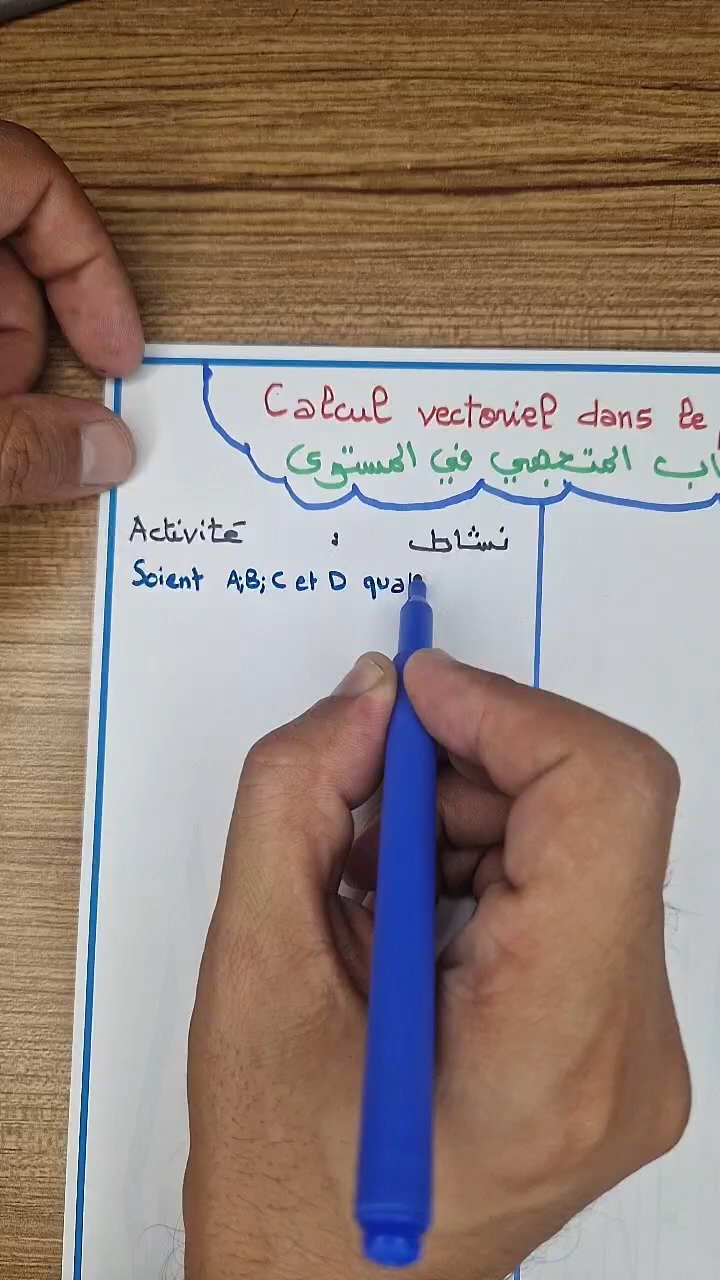 Calcul vectoriel dans le
المتجهي في المستوى
Activité : نشاط
Soient A;B;C et D